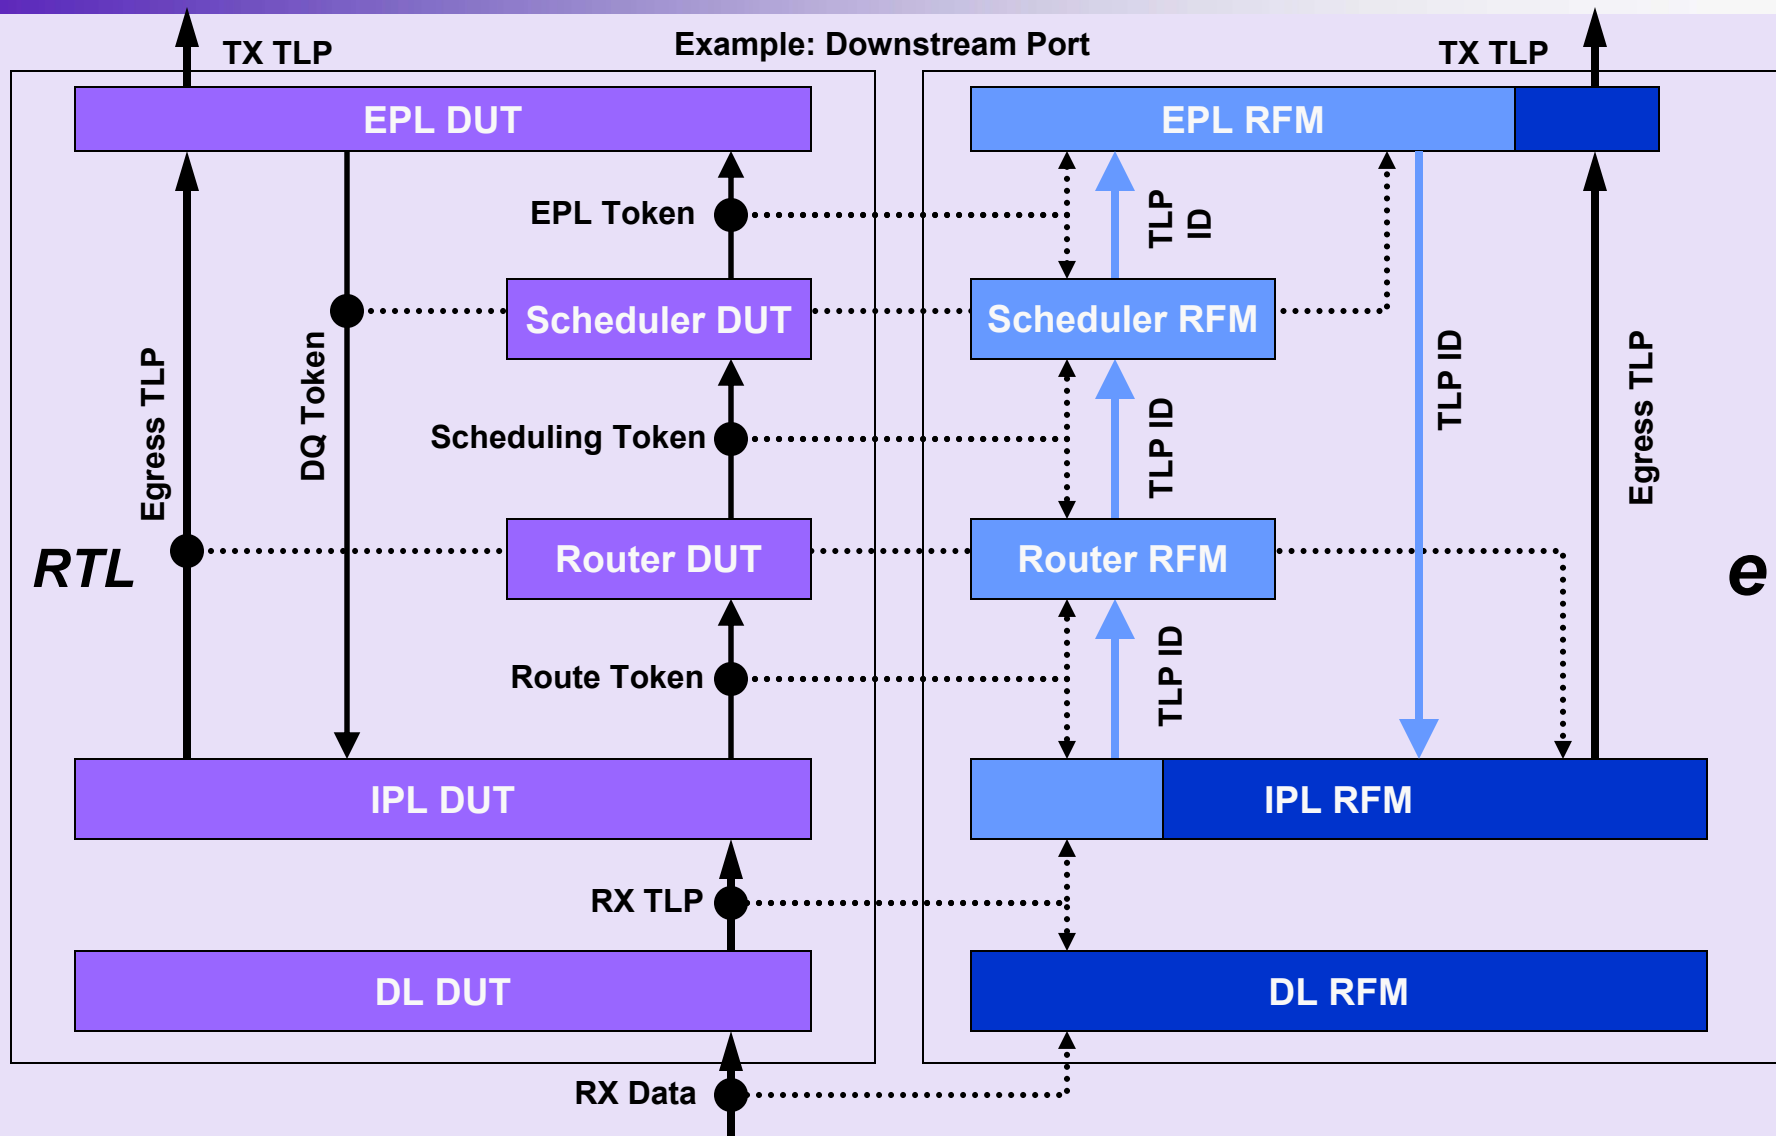 Example: Downstream Port
TX TLP
TX TLP
EPL DUT
EPL RFM
EPL Token
TLP
ID
Scheduler DUT
Scheduler RFM
Egress TLP
DQ Token
Scheduling Token
TLP ID
TLP ID
Egress TLP
RTL
Router DUT
Router RFM
e
Route Token
TLP ID
IPL DUT
IPL RFM
RX TLP
DL DUT
DL RFM
RX Data